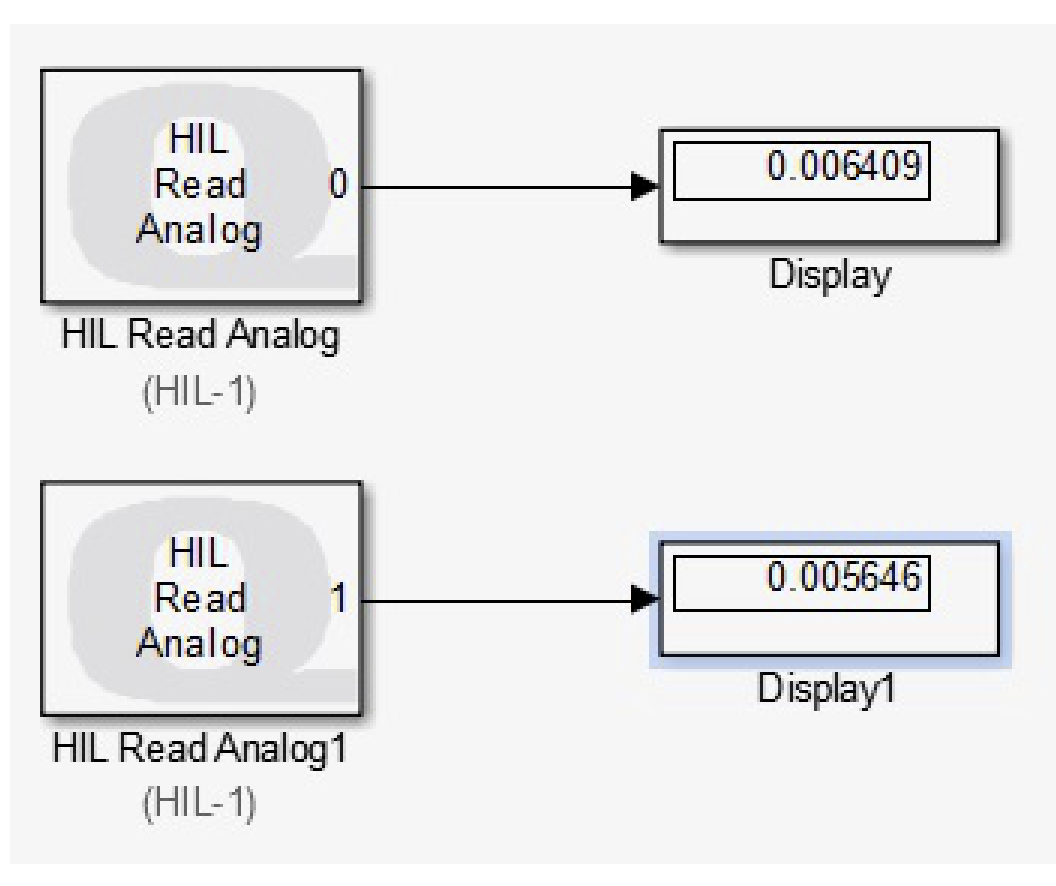 HIL
Read
Analog
0
0.006409
Display
HIL Read Analog
(HIL-1)
HIL
Read
Analog
1
0.005646
Display1
HIL Read Analog1
(HIL-1)